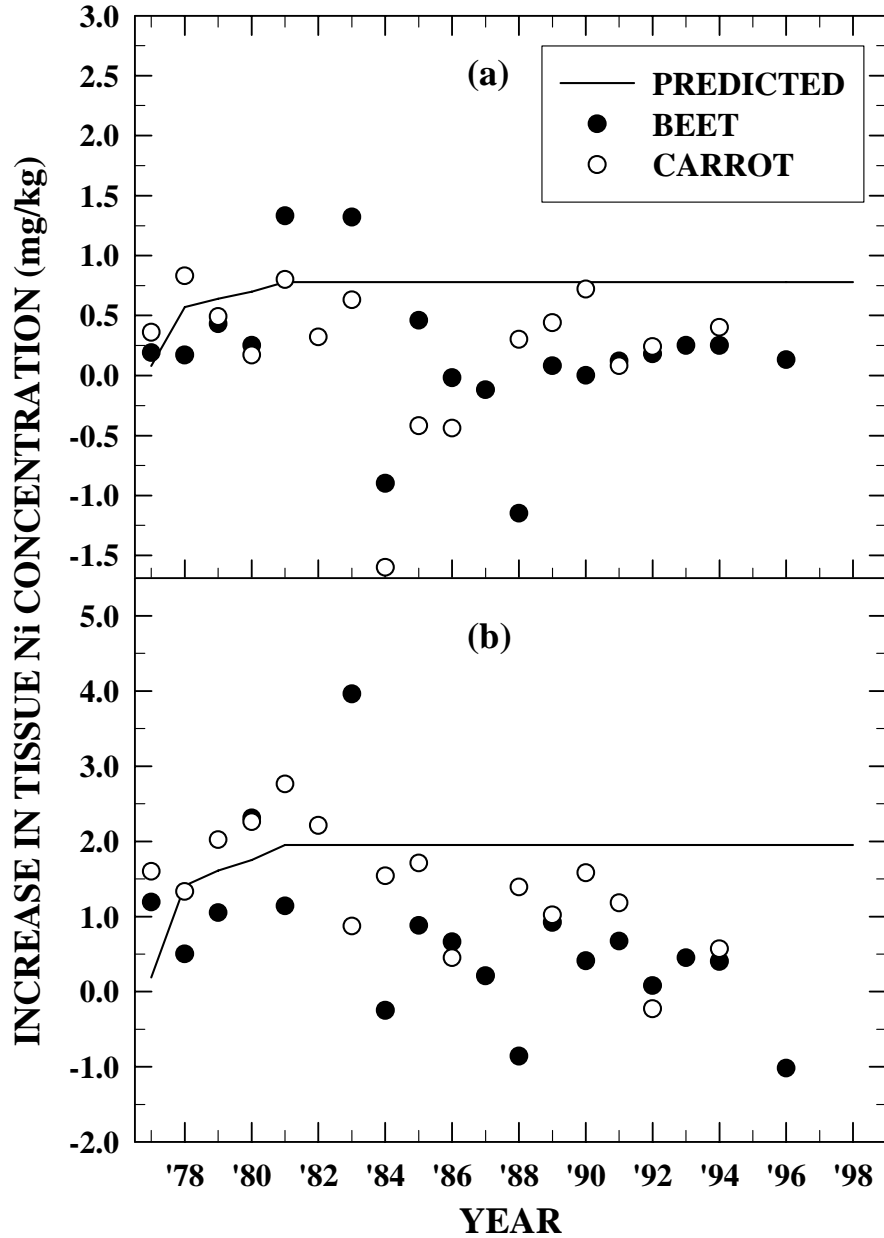 INCREASE IN TISSUE Ni CONCENTRATION (mg/kg)
(a)
PREDICTED
BEET
CARROT
3.0
2.5
2.0
1.5
1.0
0.5
0.0
-0.5
-1.0
-1.5
(b)
5.0
4.0
3.0
2.0
1.0
0.0
-1.0
-2.0
'78 '80 '82 '84 '86 '88 '90 '92 '94 '96 '98
YEAR